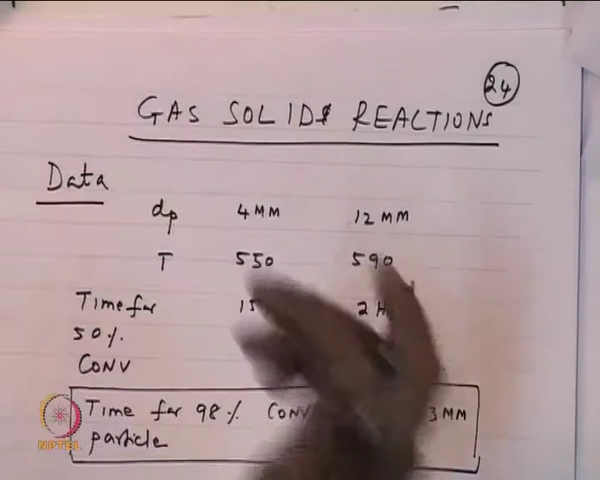 24
GAS SOLIDS REACTIONS
Data
dp 4 MM 12 MM
T 550 590
Time for 15 2 H
50%
CONV
Time for 98% CONV 3 MM
particle
NPTEL